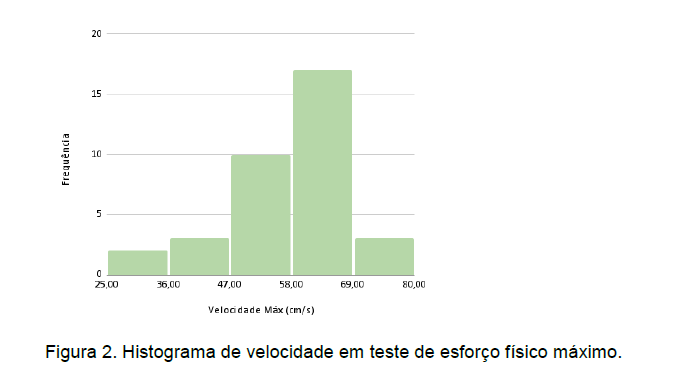 20
15
10
5
0
Frequência
25,00 36,00 47,00 58,00 69,00 80,00
Velocidade Máx (cm/s)
Figura 2. Histograma de velocidade em teste de esforço físico máximo.